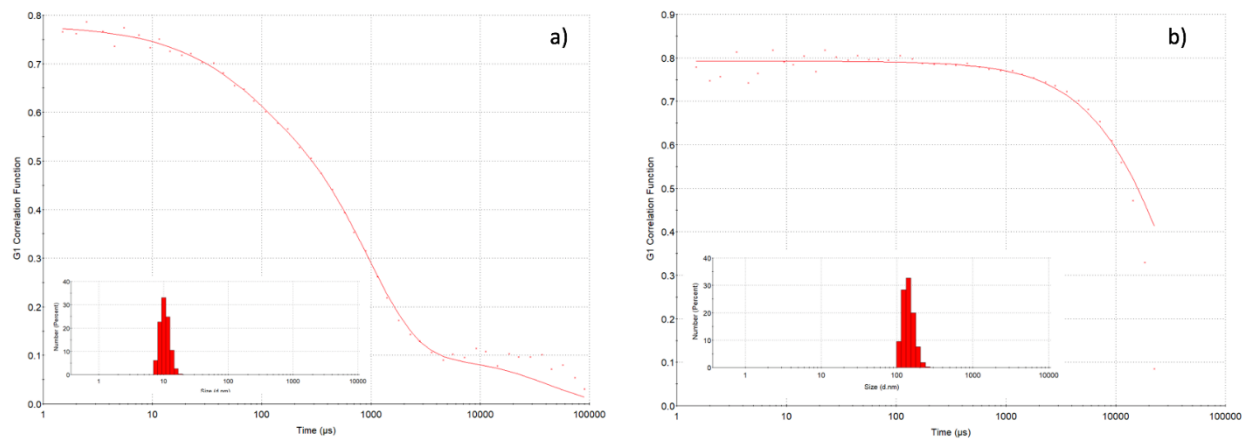 a)
G1 Correlation Function
0.8
0.7
0.6
0.5
0.4
0.3
0.2
0.1
0.0
1 10 100 1000 10000 100000
Time (µs)
Number (Percent)
40
30
20
10
0
1 10 100 1000 10000
Size (d.nm)
b)
G1 Correlation Function
0.9
0.8
0.7
0.6
0.5
0.4
0.3
0.2
0.1
0.0
1 10 100 1000 10000 100000
Time (µs)
Number (Percent)
40
30
20
10
0
1 10 100 1000 10000
Size (d.nm)